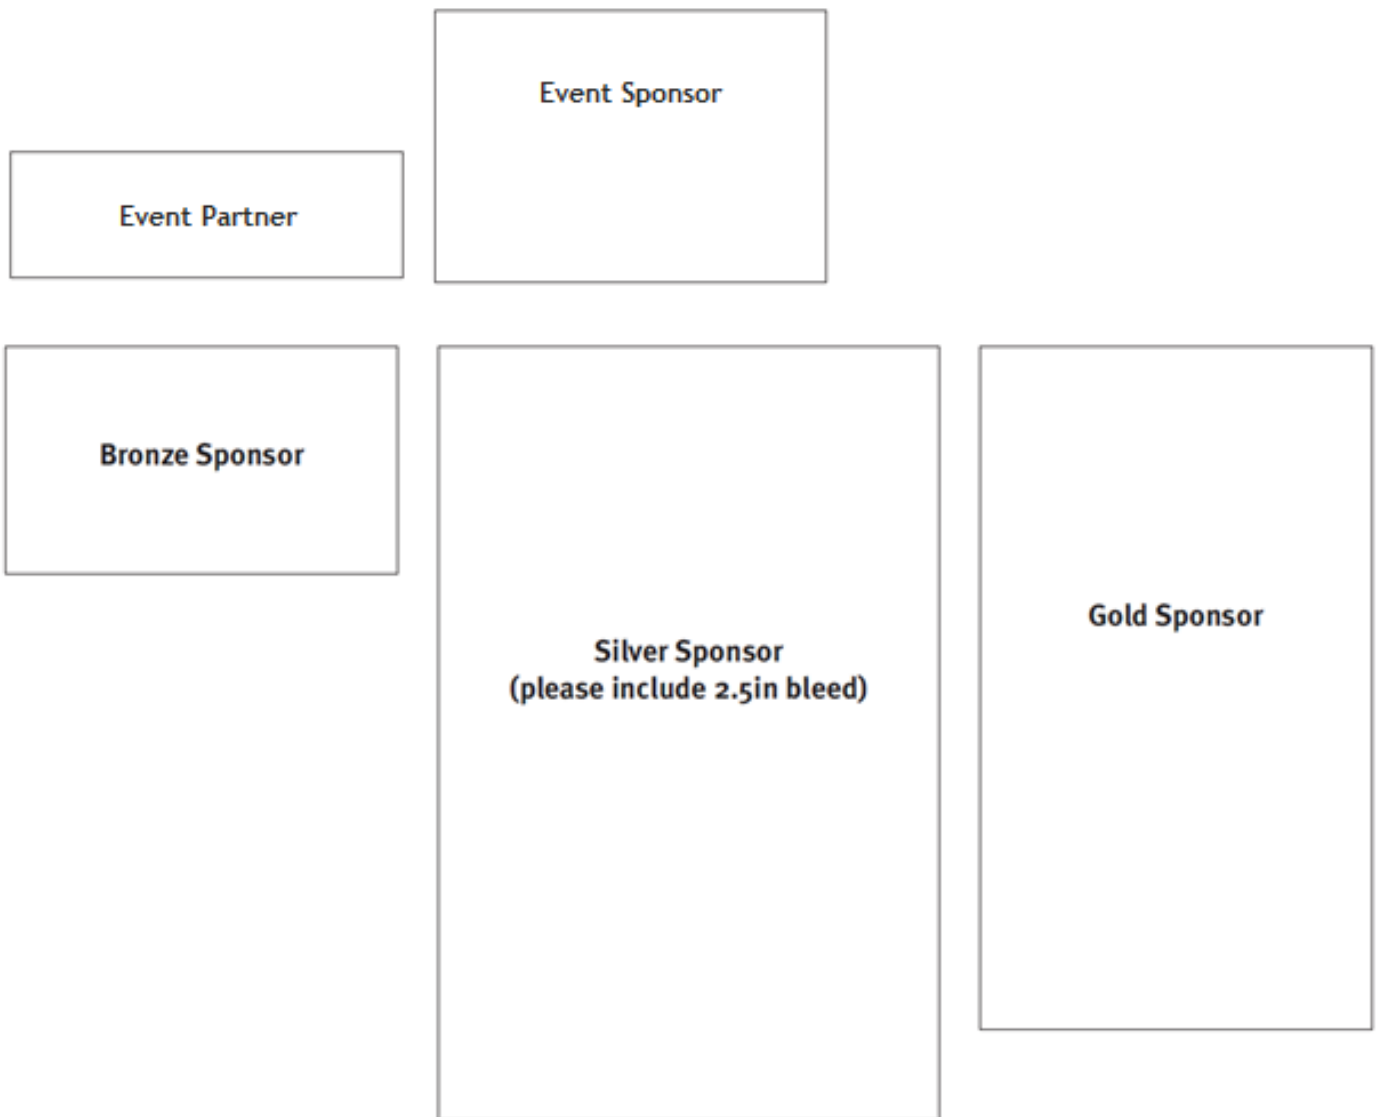 Event Sponsor
Event Partner
Bronze Sponsor
Silver Sponsor
(please include 2.5in bleed)
Gold Sponsor